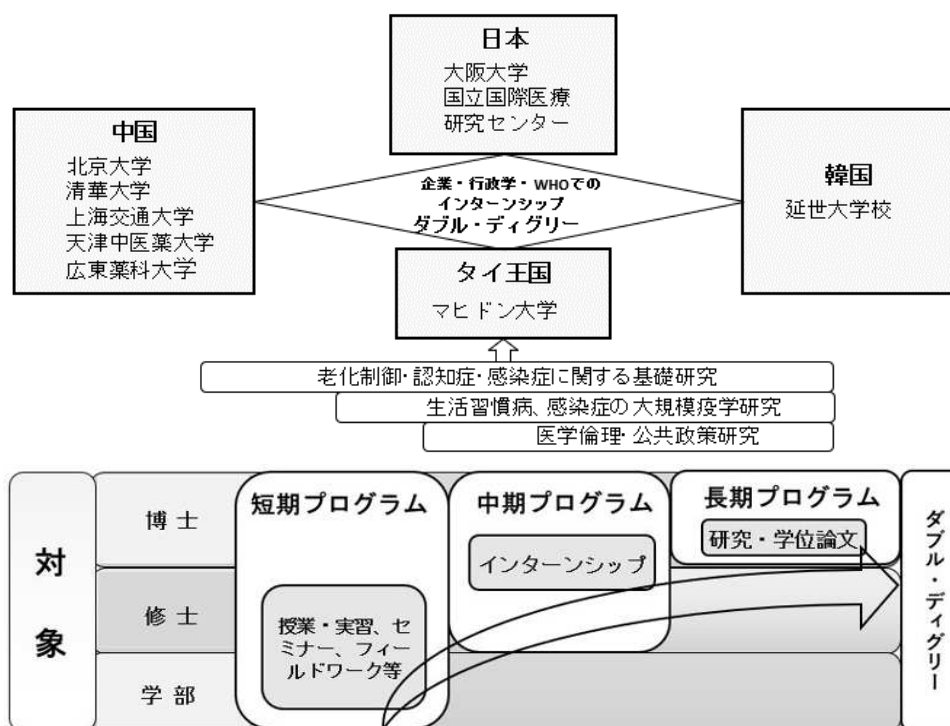 日本
大阪大学
国立国際医療
研究センター
中国
北京大学
清華大学
上海交通大学
天津中医薬大学
広東薬科大学
企業・行政学・WHOでの
インターンシップ
ダブル・ディグリー
韓国
延世大学校
タイ王国
マヒドン大学
老化制御・認知症・感染症に関する基礎研究
生活習慣病、感染症の大規模疫学研究
医学倫理・公共政策研究
対象
博士
修士
学部
短期プログラム
授業・実習、セ
ミナー、フィー
ルドワーク等
中期プログラム
インターンシップ
長期プログラム
研究・学位論文
ダブル・ディグリー